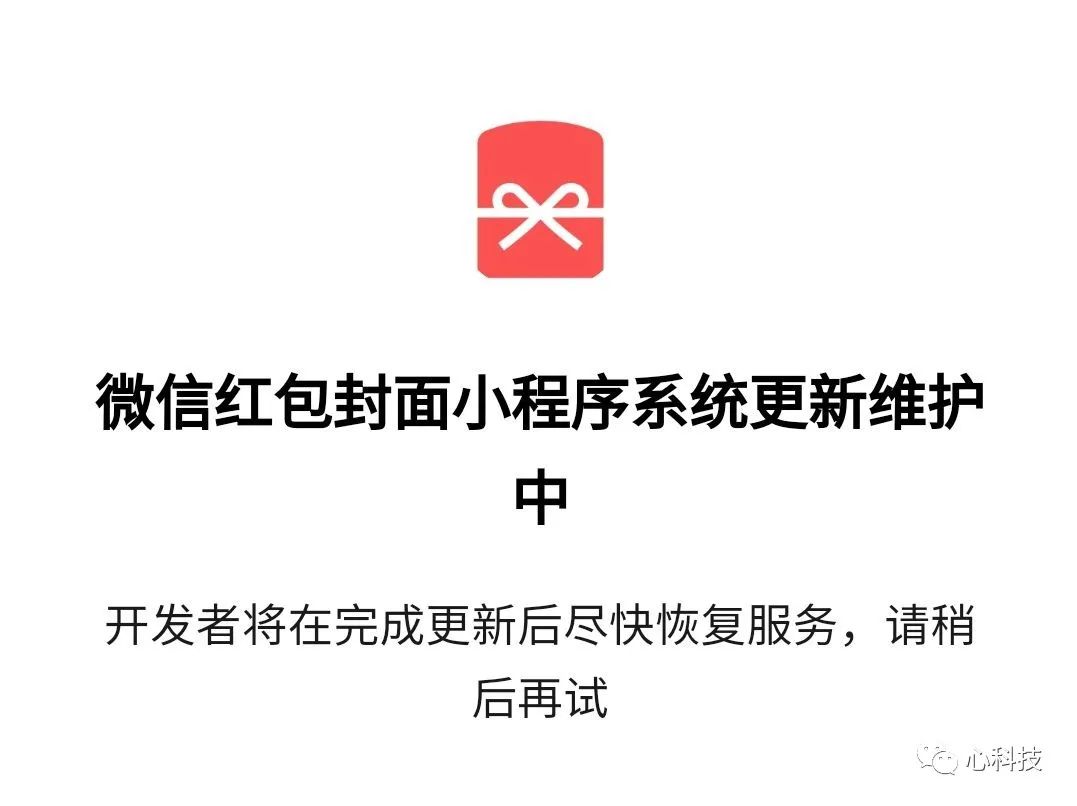 微信红包封面小程序系统更新维护
中
开发者将在完成更新后尽快恢复服务，请稍
后再试
心科技